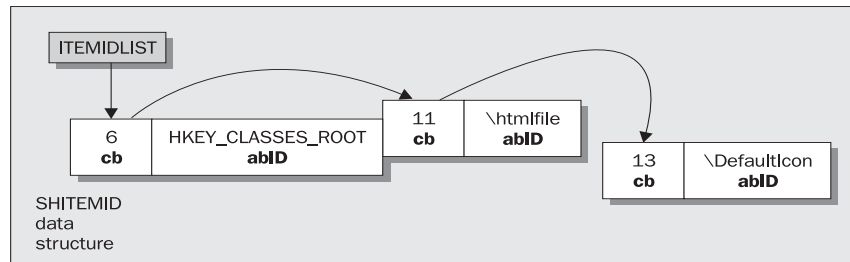 ITEMIDLIST
6
cb
HKEY_CLASSES_ROOT
abID
11
cb
\htmlfile
abID
13
cb
\DefaultIcon
abID
SHITEMID
data
structure